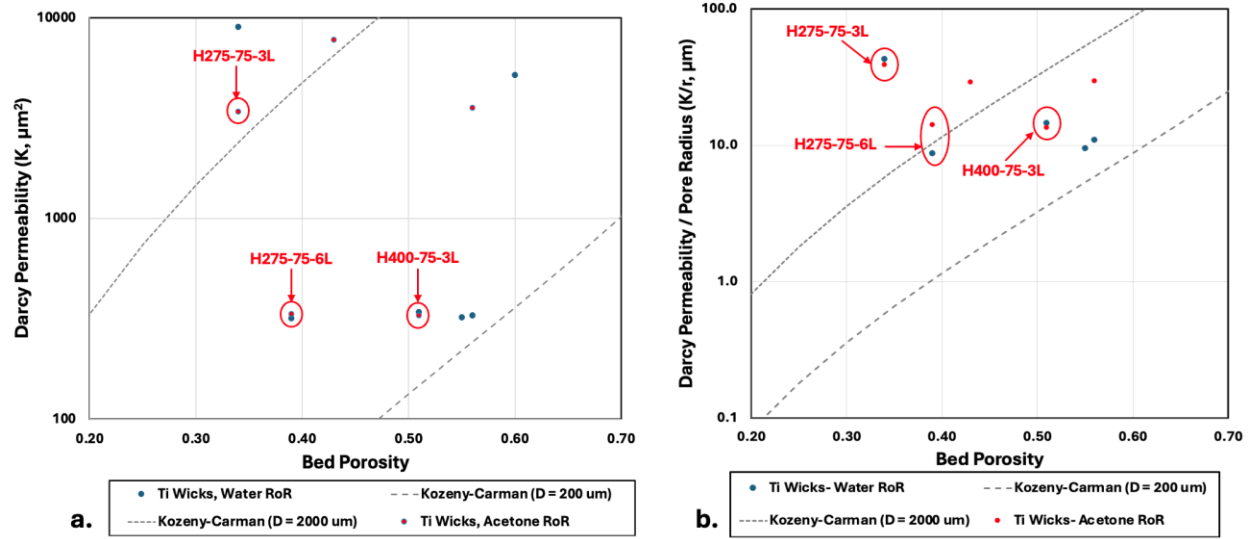 10000
1000
100
0.20 0.30 0.40 0.50 0.60 0.70
Darcy Permeability (K, µm²)
Bed Porosity
H275-75-3L
H275-75-6L
H400-75-3L
Ti Wicks, Water RoR
Kozeny-Carman (D = 200 um)
Kozeny-Carman (D = 2000 um)
Ti Wicks, Acetone RoR
a.
100.0
10.0
1.0
0.1
0.20 0.30 0.40 0.50 0.60 0.70
Darcy Permeability / Pore Radius (K/r, µm)
Bed Porosity
H275-75-3L
H275-75-6L
H400-75-3L
Ti Wicks- Water RoR
Kozeny-Carman (D = 200 um)
Kozeny-Carman (D = 2000 um)
Ti Wicks- Acetone RoR
b.